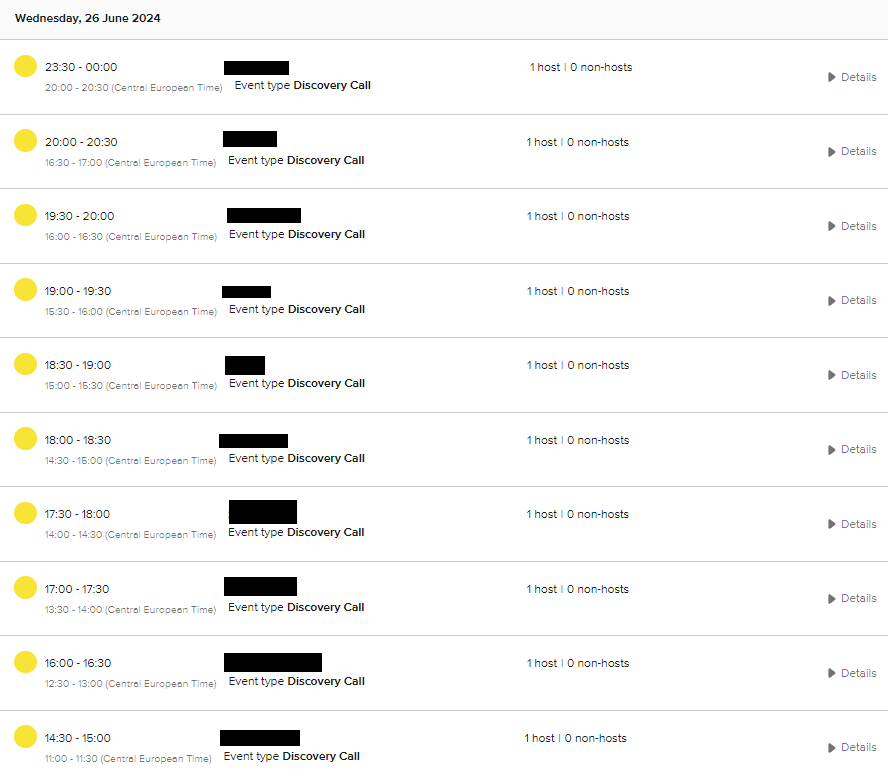 Wednesday, 26 June 2024
23:30 - 00:00
1 host | 0 non-hosts
20:00 - 20:30 (Central European Time) Event type Discovery Call
Details
20:00 - 20:30
1 host | 0 non-hosts
16:30 - 17:00 (Central European Time) Event type Discovery Call
Details
19:30 - 20:00
1 host | 0 non-hosts
16:00 - 16:30 (Central European Time) Event type Discovery Call
Details
19:00 - 19:30
1 host | 0 non-hosts
15:30 - 16:00 (Central European Time) Event type Discovery Call
Details
18:30 - 19:00
1 host | 0 non-hosts
15:00 - 15:30 (Central European Time) Event type Discovery Call
Details
18:00 - 18:30
1 host | 0 non-hosts
14:30 - 15:00 (Central European Time) Event type Discovery Call
Details
17:30 - 18:00
1 host | 0 non-hosts
14:00 - 14:30 (Central European Time) Event type Discovery Call
Details
17:00 - 17:30
1 host | 0 non-hosts
13:30 - 14:00 (Central European Time) Event type Discovery Call
Details
16:00 - 16:30
1 host | 0 non-hosts
12:30 - 13:00 (Central European Time) Event type Discovery Call
Details
14:30 - 15:00
1 host | 0 non-hosts
11:00 - 11:30 (Central European Time) Event type Discovery Call
Details